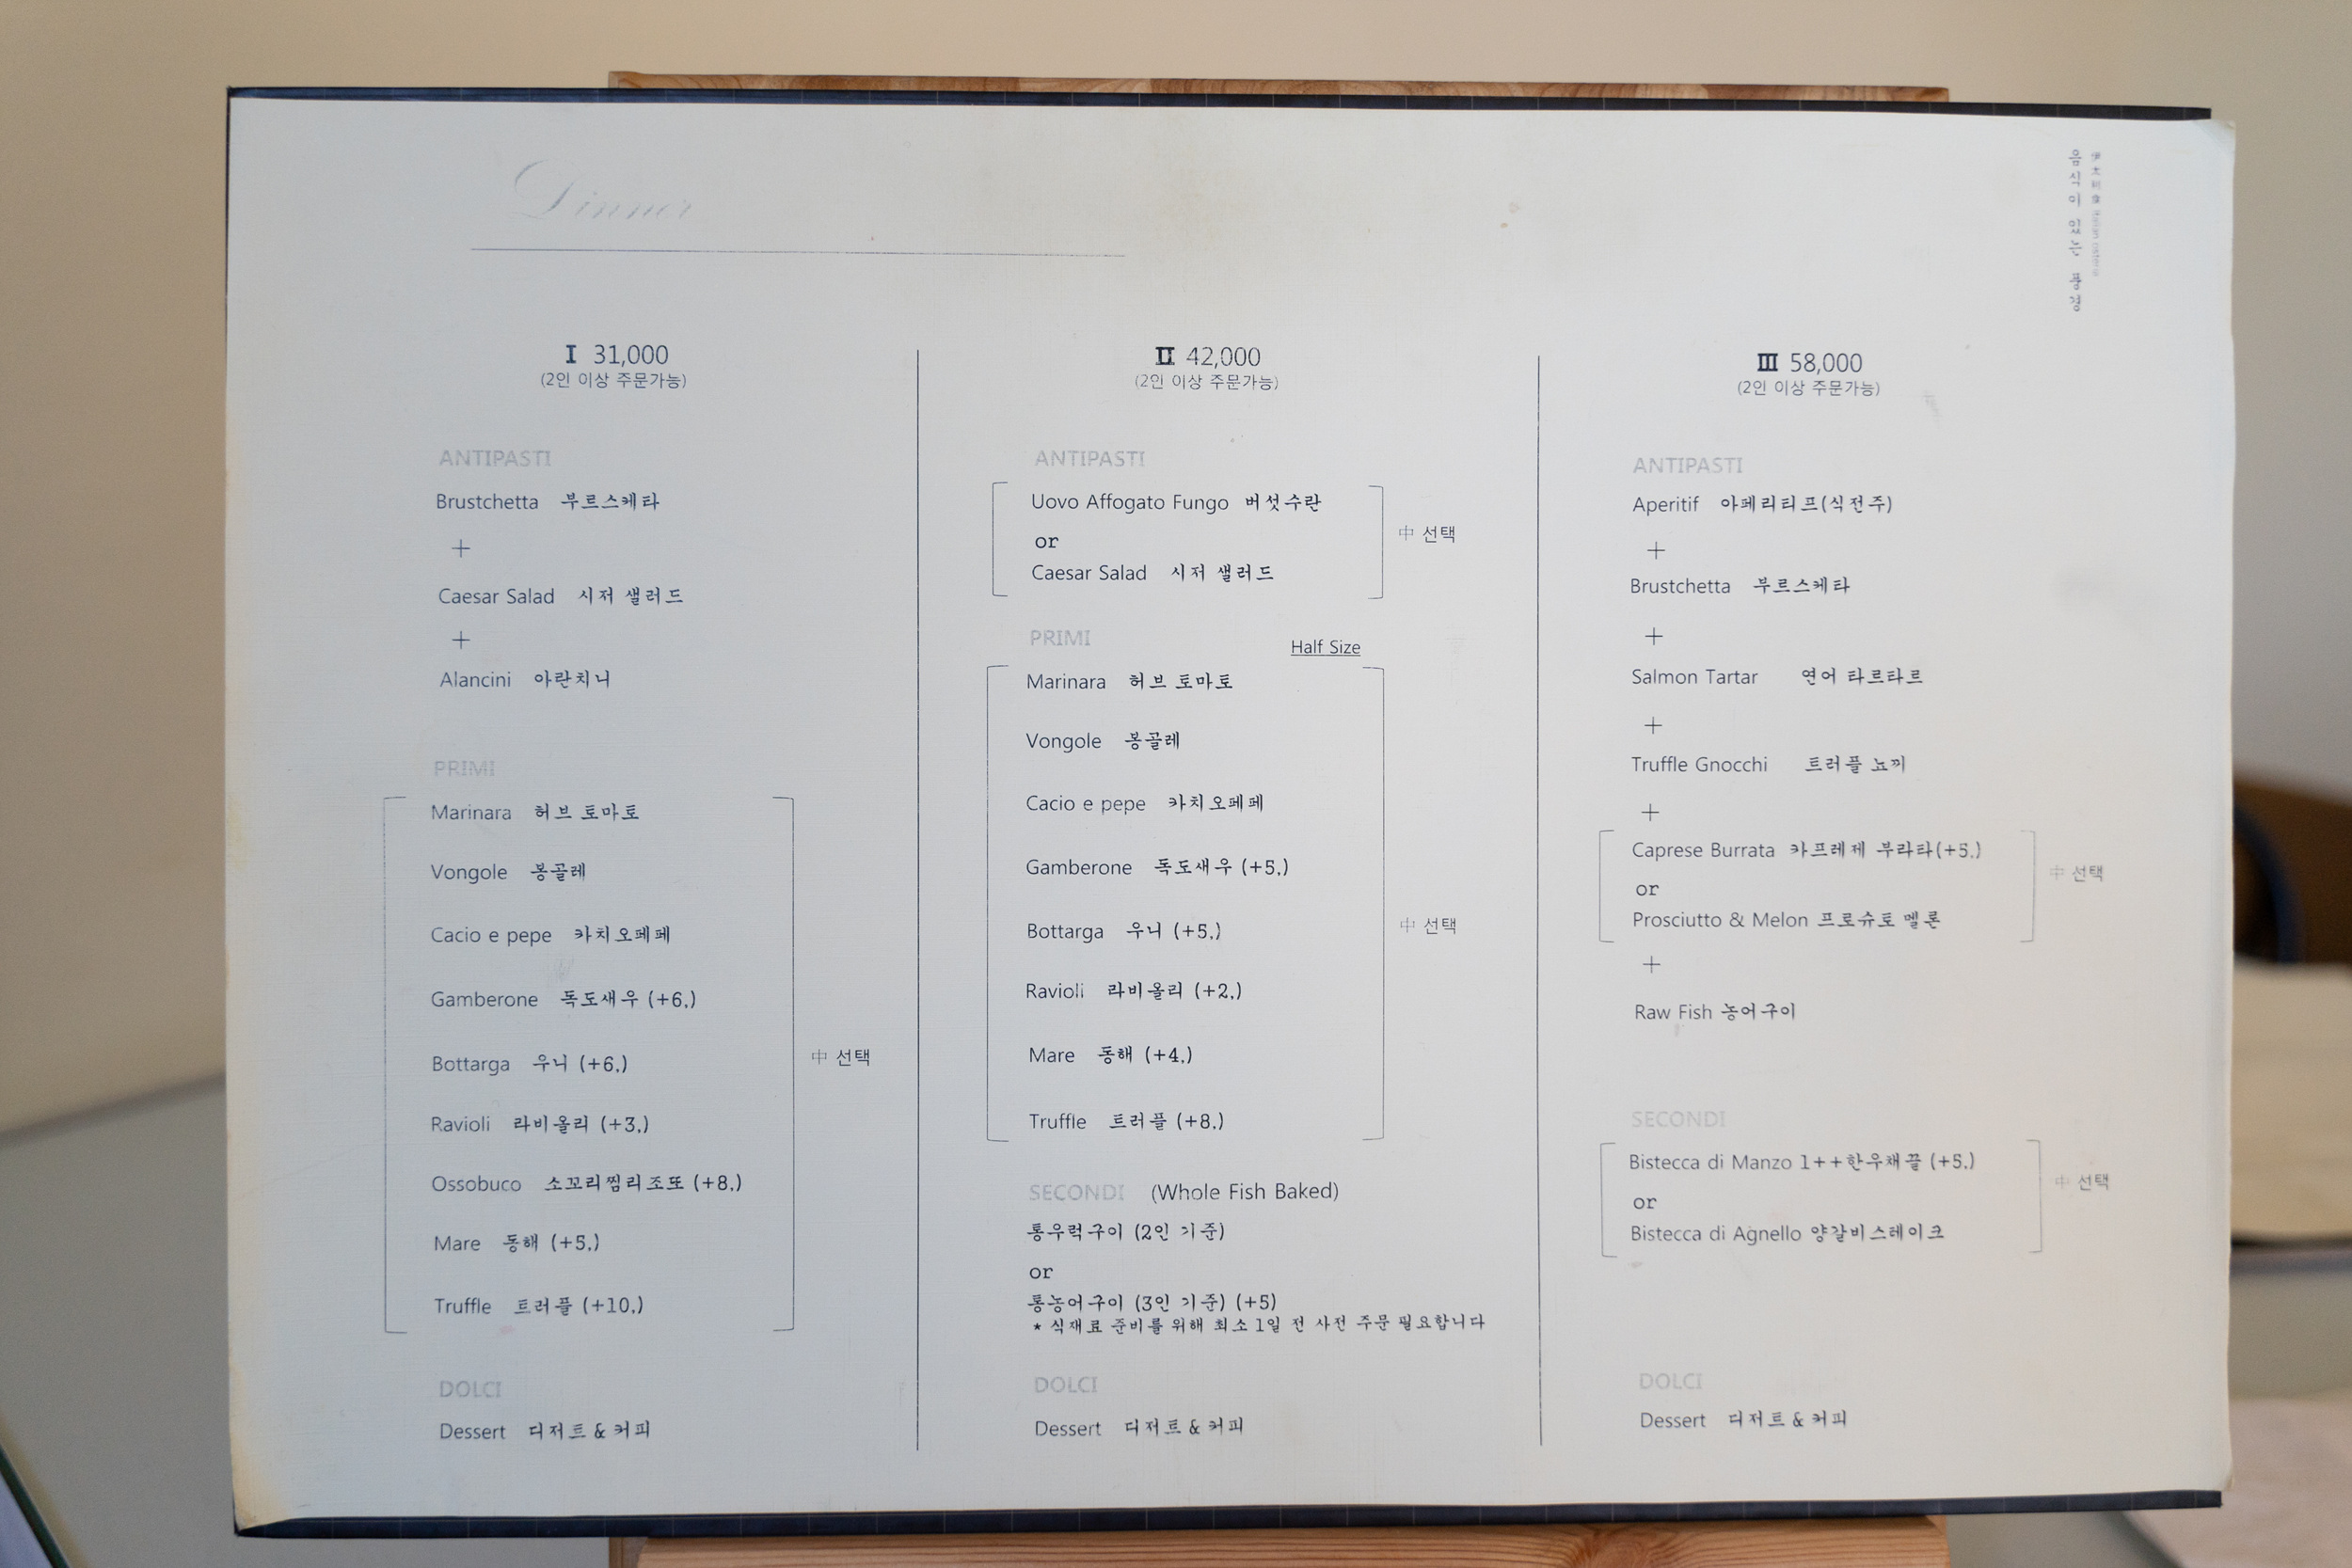 Dinner
음식이 있는 풍경
I 31,000
(2인 이상 주문가능)
ANTIPASTI
Brustchetta 부르스케타
+
Caesar Salad 시저 샐러드
+
Alancini 아란치니
PRIMI
Marinara 허브 토마토
Vongole 봉골레
Cacio e pepe 카치오페페
Gamberone 독도새우 (+6,)
Bottarga 우니 (+6,)
Ravioli 라비올리 (+3,)
Ossobuco 소꼬리찜리조또 (+8,)
Mare 동해 (+5,)
Truffle 트러플 (+10,)
中 선택
DOLCI
Dessert 디저트 & 커피
II 42,000
(2인 이상 주문가능)
ANTIPASTI
Uovo Affogato Fungo 버섯수란
or
Caesar Salad 시저 샐러드
中 선택
PRIMI Half Size
Marinara 허브 토마토
Vongole 봉골레
Cacio e pepe 카치오페페
Gamberone 독도새우 (+5,)
Bottarga 우니 (+5,)
Ravioli 라비올리 (+2,)
Mare 동해 (+4,)
Truffle 트러플 (+8,)
中 선택
SECONDI (Whole Fish Baked)
통우럭구이 (2인 기준)
or
통농어구이 (3인 기준) (+5)
* 식재료 준비를 위해 최소 1일 전 사전 주문 필요합니다
DOLCI
Dessert 디저트 & 커피
III 58,000
(2인 이상 주문가능)
ANTIPASTI
Aperitif 아페리티프(식전주)
+
Brustchetta 부르스케타
+
Salmon Tartar 연어 타르타르
+
Truffle Gnocchi 트러플 뇨끼
+
Caprese Burrata 카프레제 부라타(+5,)
or
Prosciutto & Melon 프로슈토 멜론
中 선택
+
Raw Fish 농어구이
SECONDI
Bistecca di Manzo 1++한우채끝 (+5,)
or
Bistecca di Agnello 양갈비스테이크
中 선택
DOLCI
Dessert 디저트 & 커피